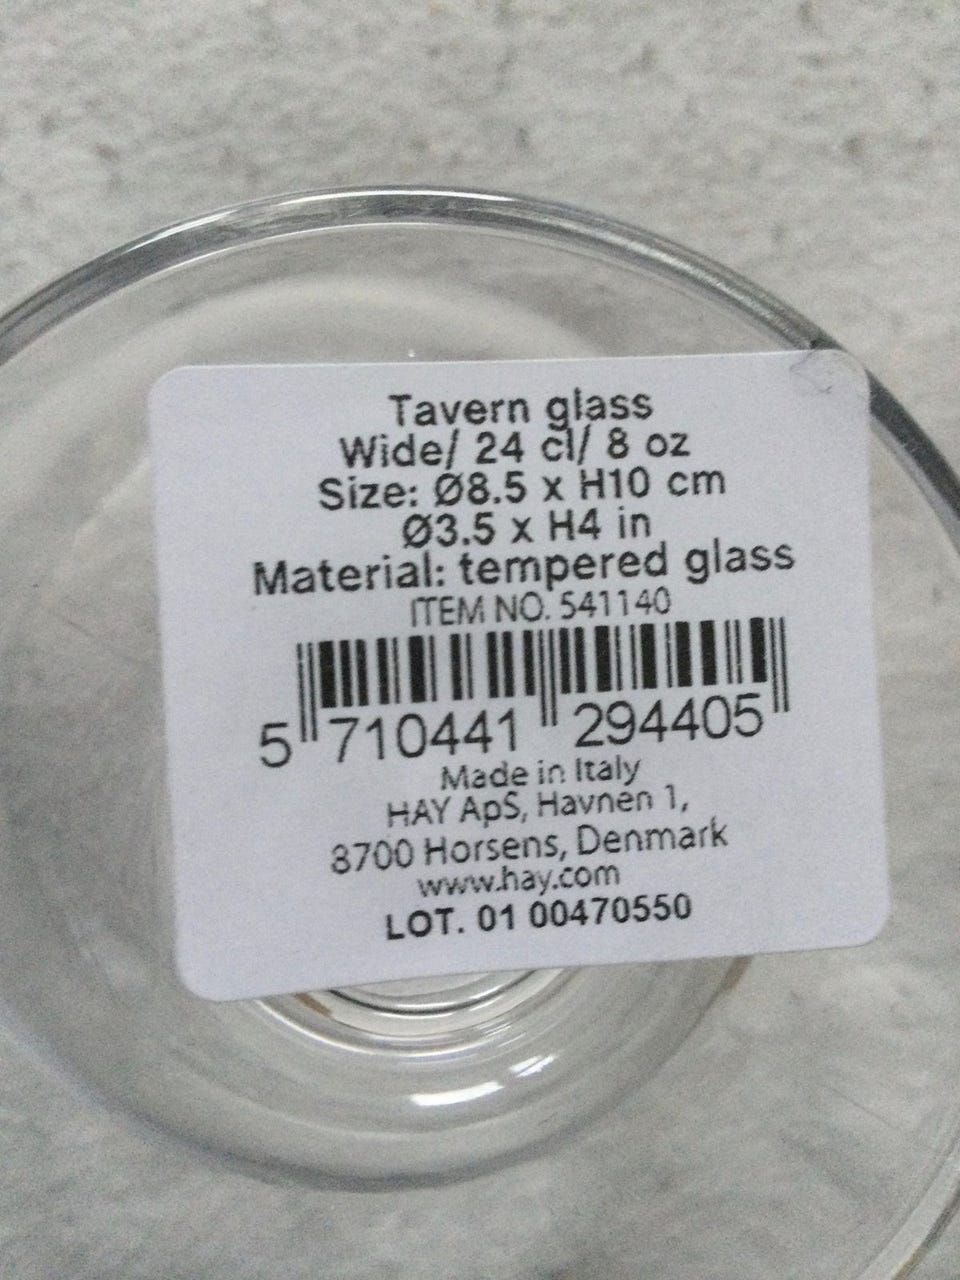 Tavern glass
Wide/ 24 cl/ 8 oz
Size: Ø8.5 x H10 cm
Ø3.5 x H4 in
Material: tempered glass
ITEM NO. 541140
5 710441 294405
Made in Italy
HAY ApS, Havnen 1,
8700 Horsens, Denmark
www.hay.com
LOT. 01 00470550